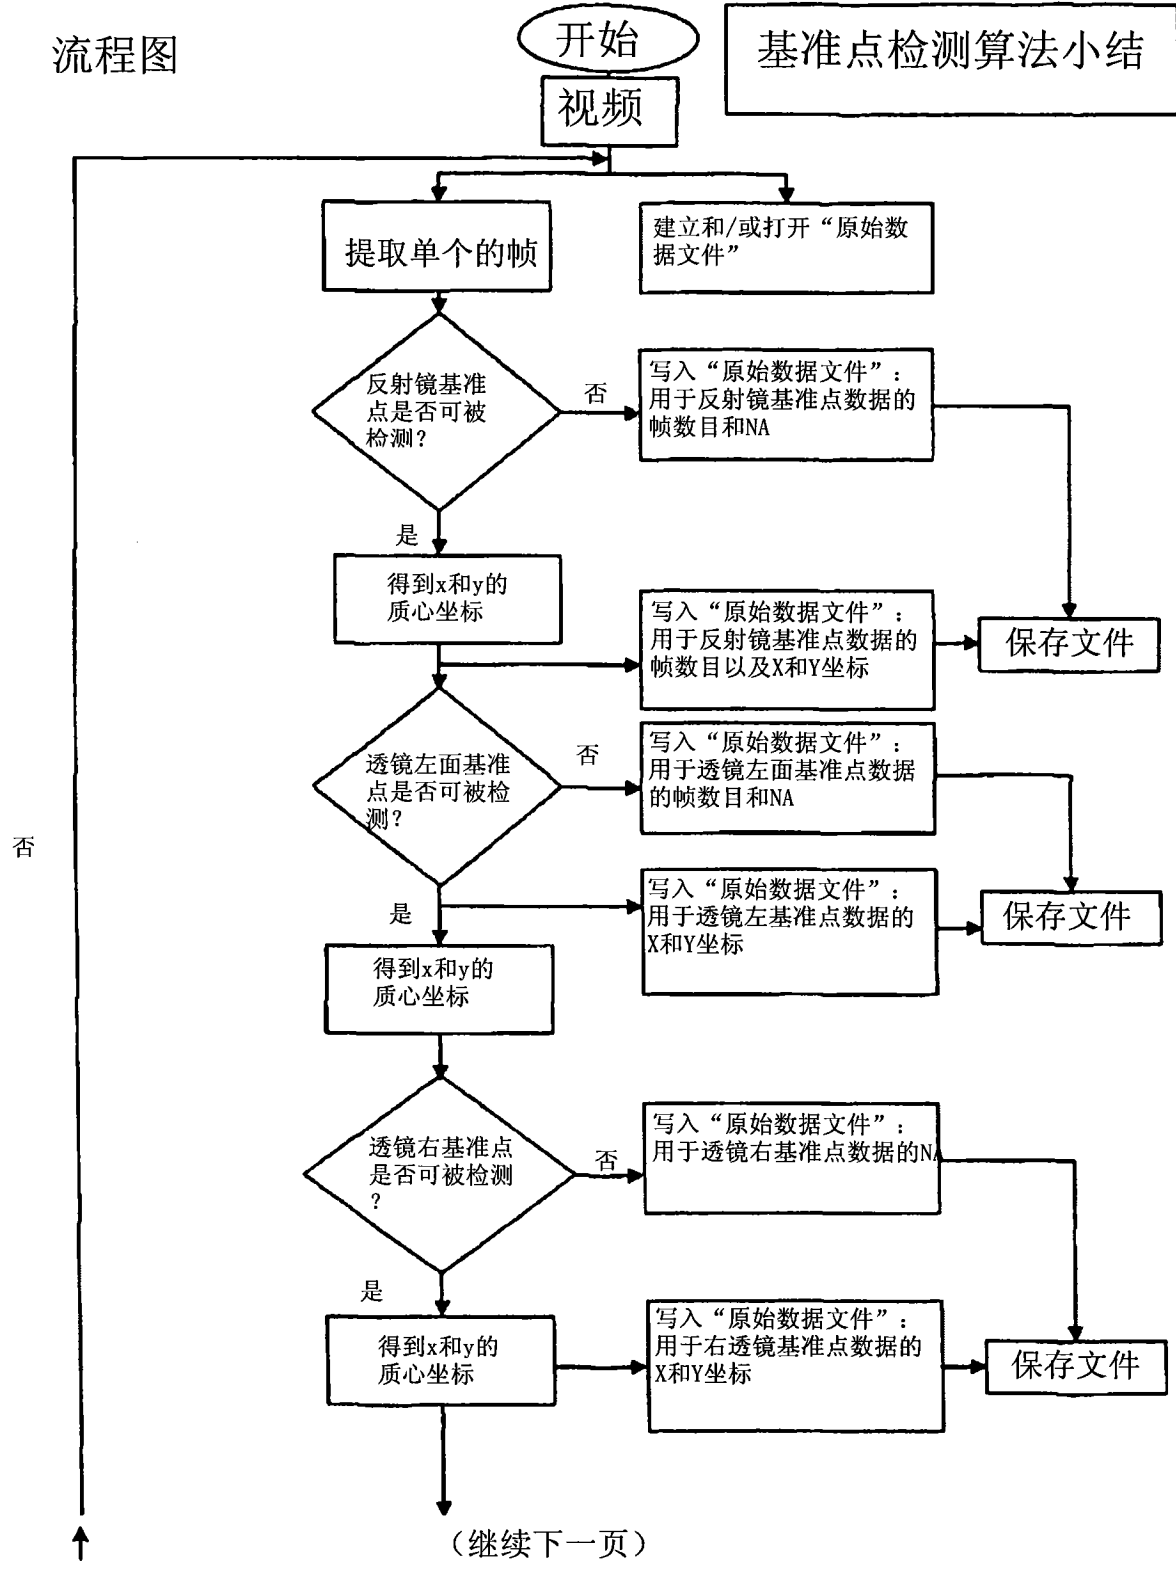 流程图
开始
基准点检测算法小结
视频
提取单个的帧
建立和/或打开“原始数
据文件”
反射镜基准
点是否可被
检测?
否
写入“原始数据文件”:
用于反射镜基准点数据的
帧数目和NA
是
得到x和y的
质心坐标
写入“原始数据文件”:
用于反射镜基准点数据的
帧数目以及X和Y坐标
保存文件
透镜左面基准
点是否可被检
测?
否
写入“原始数据文件”:
用于透镜左面基准点数据
的帧数目和NA
否
是
写入“原始数据文件”:
用于透镜左基准点数据的
X和Y坐标
保存文件
得到x和y的
质心坐标
透镜右基准点
是否可被检测
?
否
写入“原始数据文件”:
用于透镜右基准点数据的NA
是
得到x和y的
质心坐标
写入“原始数据文件”:
用于右透镜基准点数据的
X和Y坐标
保存文件
(继续下一页)